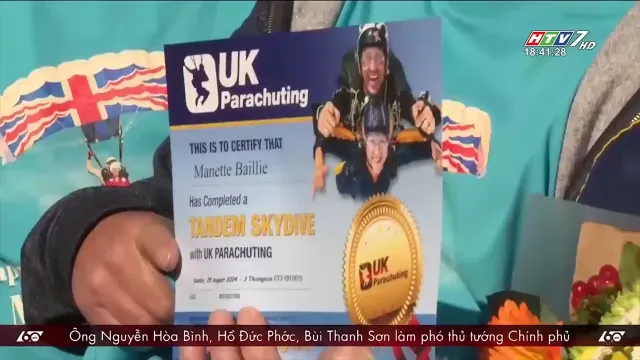 HTV7 HD
18:41:28
UK
Parachuting
THIS IS TO CERTIFY THAT
Manette Baillie
Has Completed a
TANDEM SKYDIVE
with UK PARACHUTING
UK
Parachuting
60 Ông Nguyễn Hòa Bình, Hồ Đức Phớc, Bùi Thanh Sơn làm phó thủ tướng Chính phủ 60